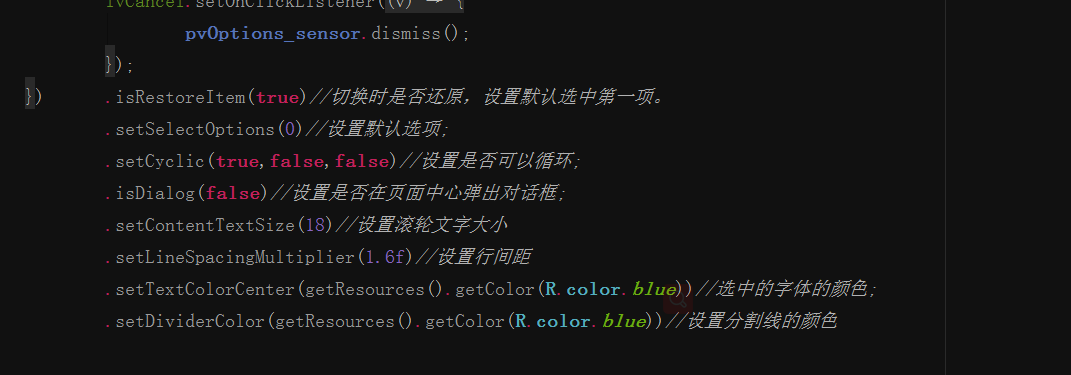 ivCancel.setOnClickListener((v) → {
pvOptions_sensor.dismiss();
});
}) .isRestoreItem(true)//切换时是否还原，设置默认选中第一项。
.setSelectOptions(0)//设置默认选项;
.setCyclic(true,false,false)//设置是否可以循环;
.isDialog(false)//设置是否在页面中心弹出对话框;
.setContentTextSize(18)//设置滚轮文字大小
.setLineSpacingMultiplier(1.6f)//设置行间距
.setTextColorCenter(getResources().getColor(R.color.blue))//选中的字体的颜色;
.setDividerColor(getResources().getColor(R.color.blue))//设置分割线的颜色